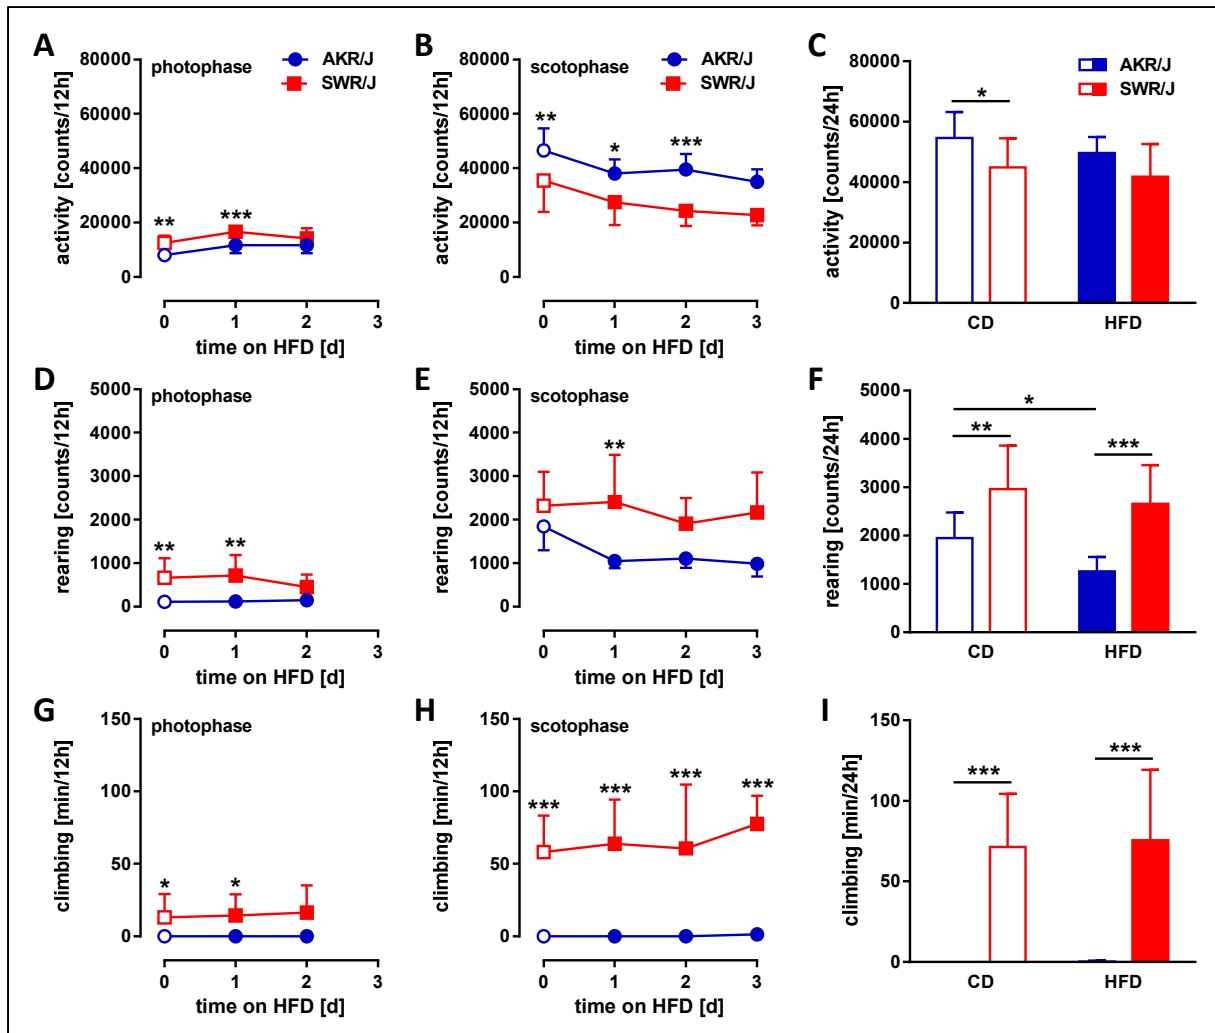 A
activity [counts/12h]
80000
60000
40000
20000
0
photophase
AKR/J
SWR/J
**
***
0 1 2 3
time on HFD [d]
B
activity [counts/12h]
80000
60000
40000
20000
0
scotophase
AKR/J
SWR/J
**
*
***
0 1 2 3
time on HFD [d]
C
activity [counts/24h]
80000
60000
40000
20000
0
AKR/J
SWR/J
*
CD HFD
D
rearing [counts/12h]
5000
4000
3000
2000
1000
0
photophase
**
**
0 1 2 3
time on HFD [d]
E
rearing [counts/12h]
5000
4000
3000
2000
1000
0
scotophase
**
0 1 2 3
time on HFD [d]
F
rearing [counts/24h]
5000
4000
3000
2000
1000
0
*
**
***
CD HFD
G
climbing [min/12h]
150
100
50
0
photophase
*
*
0 1 2 3
time on HFD [d]
H
climbing [min/12h]
150
100
50
0
scotophase
***
***
***
***
0 1 2 3
time on HFD [d]
I
climbing [min/24h]
150
100
50
0
***
***
CD HFD